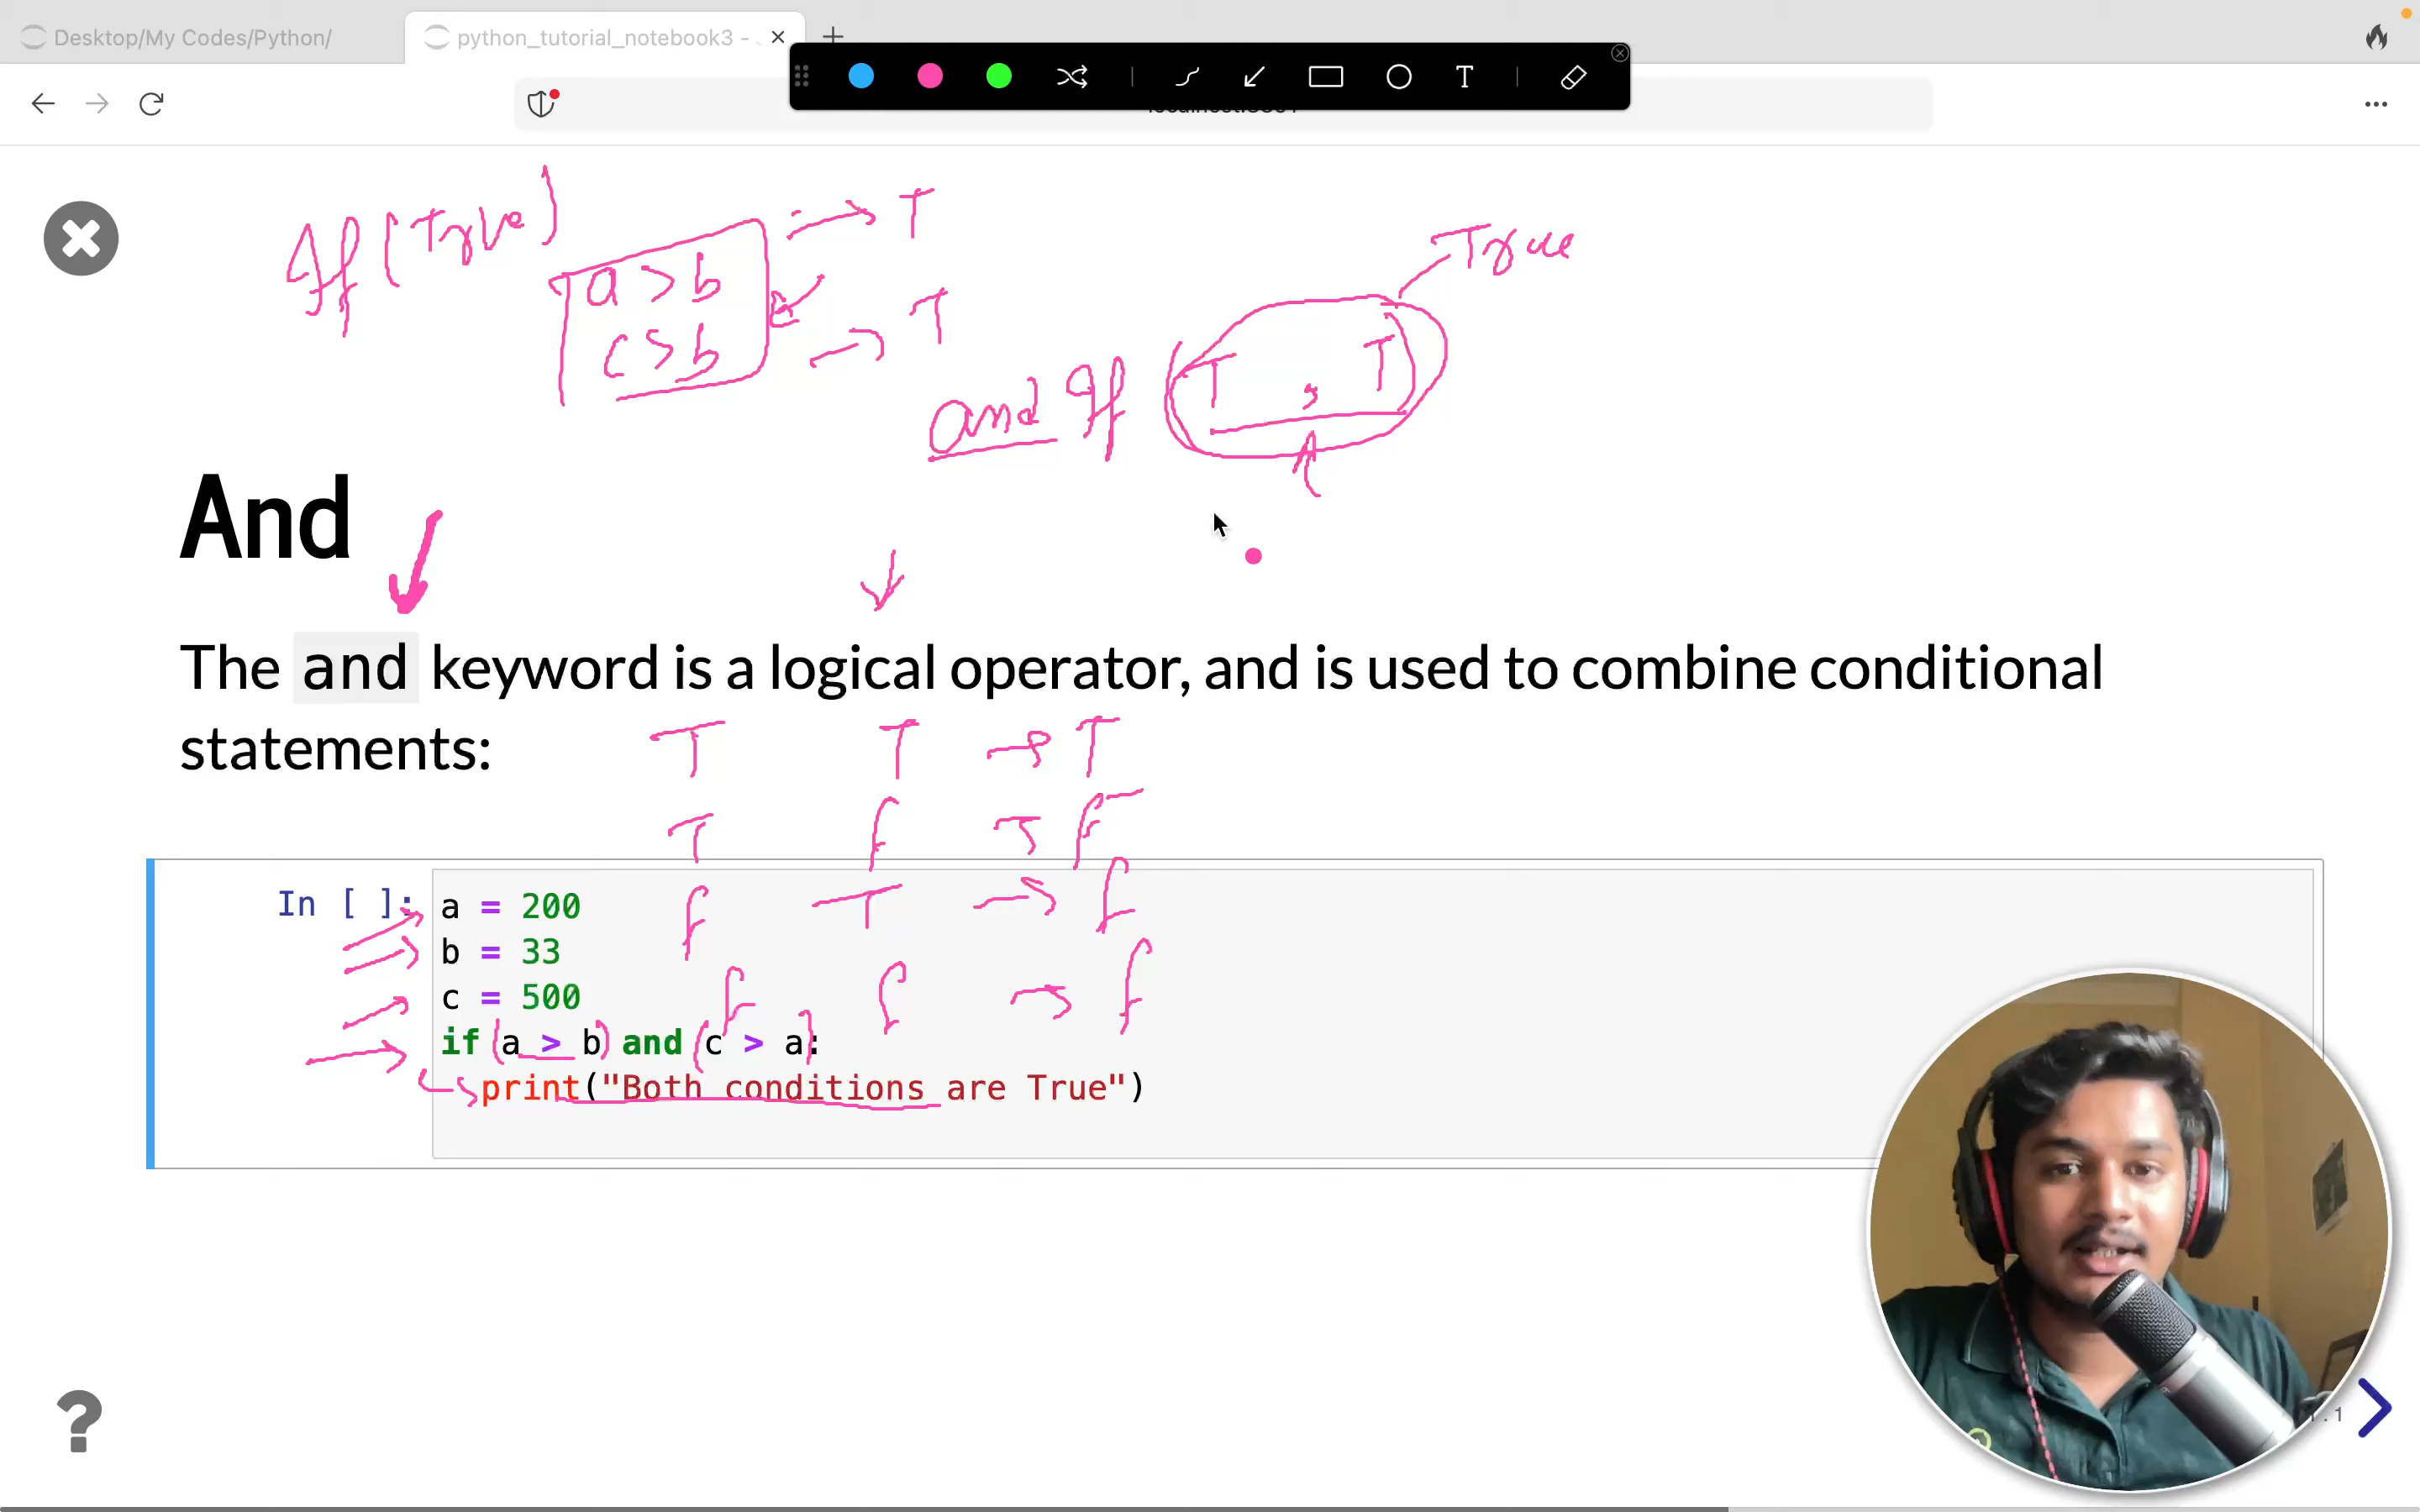 Desktop/My Codes/Python/
python_tutorial_notebook3 -
T
If (True)
a > b
T
c > b
True
and If (T , T)
And
The and keyword is a logical operator, and is used to combine conditional
statements:
T T → T
T F → F
F T → F
F F → F
In [ ]:
a = 200
b = 33
c = 500
if (a > b) and (c > a):
print("Both conditions are True")
?
.1